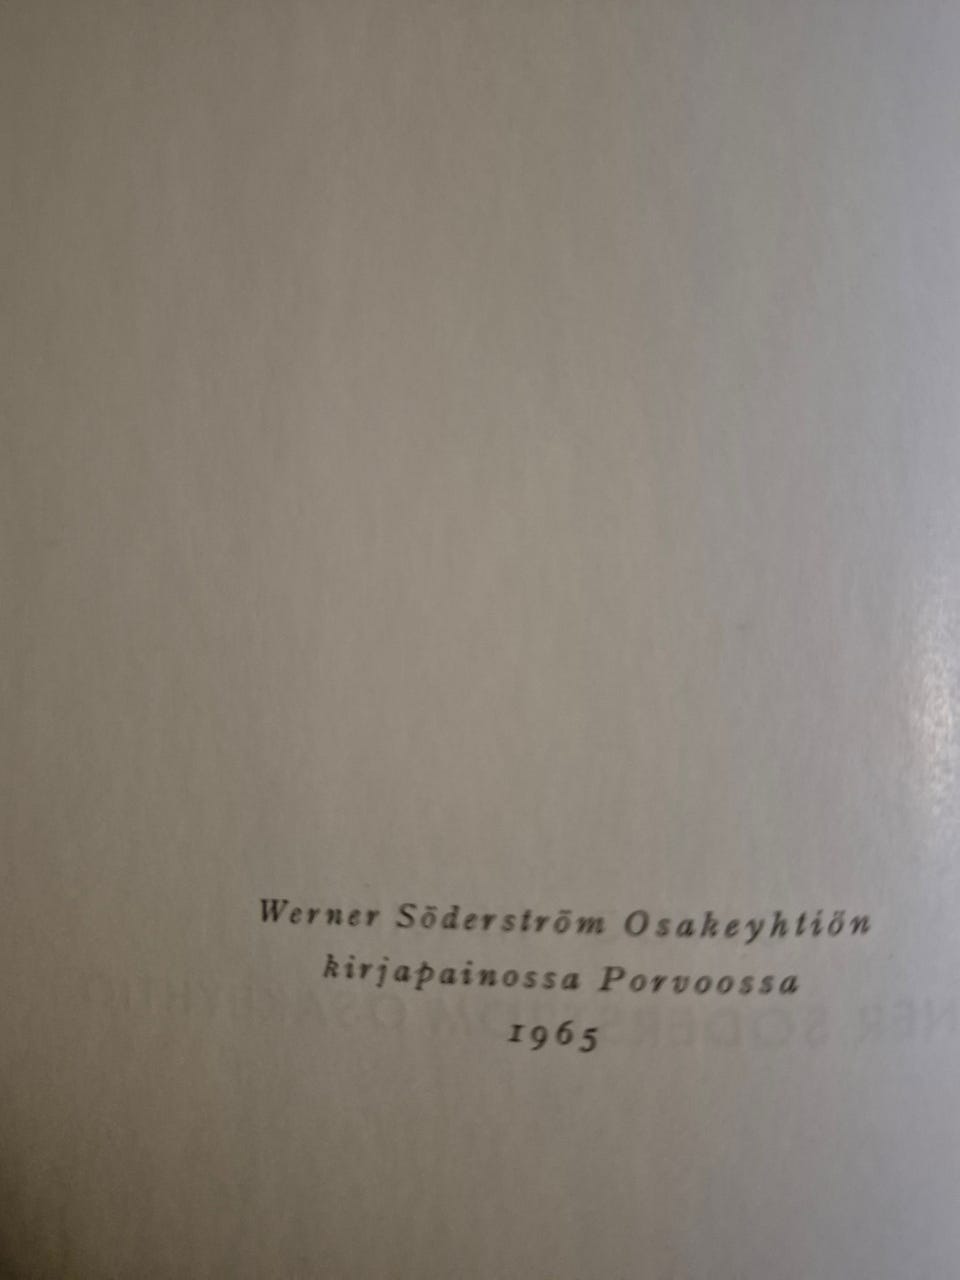 Werner Söderström Osakeyhtiön
kirjapainossa Porvoossa
1965